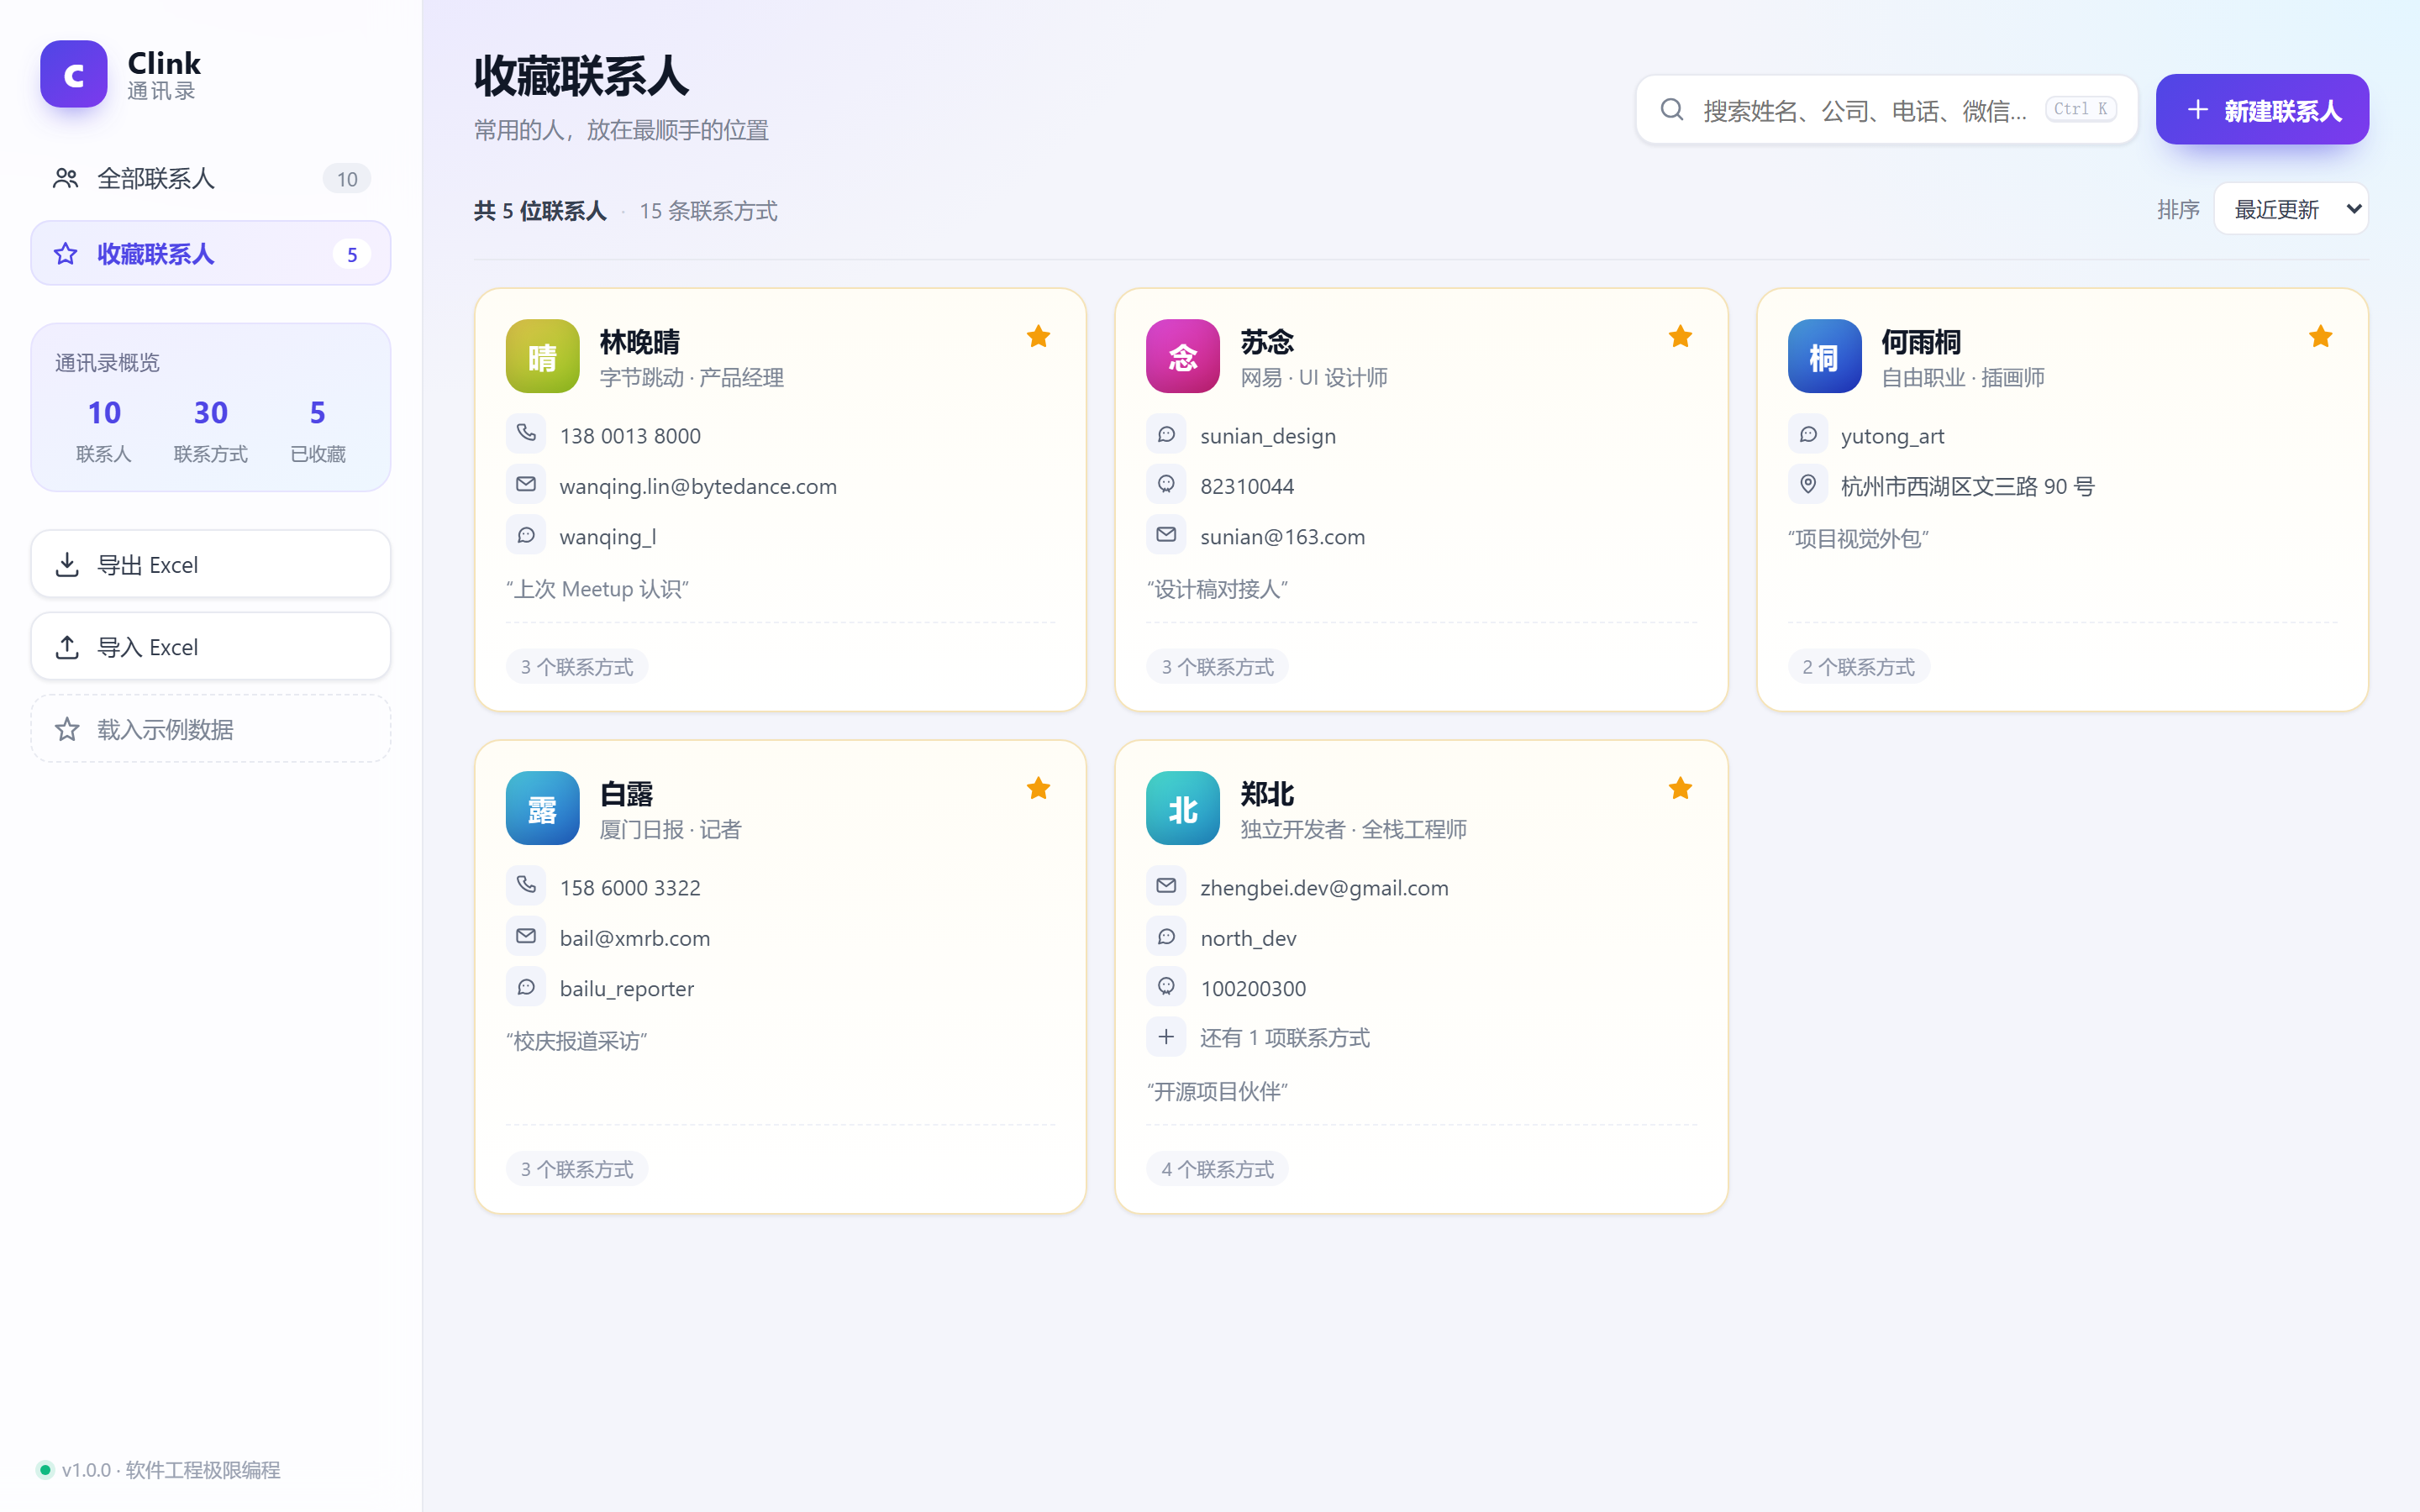 C
Clink
通讯录
全部联系人 10
收藏联系人 5
通讯录概览
10 30 5
联系人 联系方式 已收藏
导出 Excel
导入 Excel
载入示例数据
v1.0.0 · 软件工程极限编程
收藏联系人
常用的人，放在最顺手的位置
搜索姓名、公司、电话、微信... Ctrl K
新建联系人
共 5 位联系人 · 15 条联系方式
排序 最近更新
晴
林晚晴
字节跳动 · 产品经理
138 0013 8000
wanqing.lin@bytedance.com
wanqing_l
“上次 Meetup 认识”
3 个联系方式
念
苏念
网易 · UI 设计师
sunian_design
82310044
sunian@163.com
“设计稿对接人”
3 个联系方式
桐
何雨桐
自由职业 · 插画师
yutong_art
杭州市西湖区文三路 90 号
“项目视觉外包”
2 个联系方式
露
白露
厦门日报 · 记者
158 6000 3322
bail@xmrb.com
bailu_reporter
“校庆报道采访”
3 个联系方式
北
郑北
独立开发者 · 全栈工程师
zhengbei.dev@gmail.com
north_dev
100200300
还有 1 项联系方式
“开源项目伙伴”
4 个联系方式